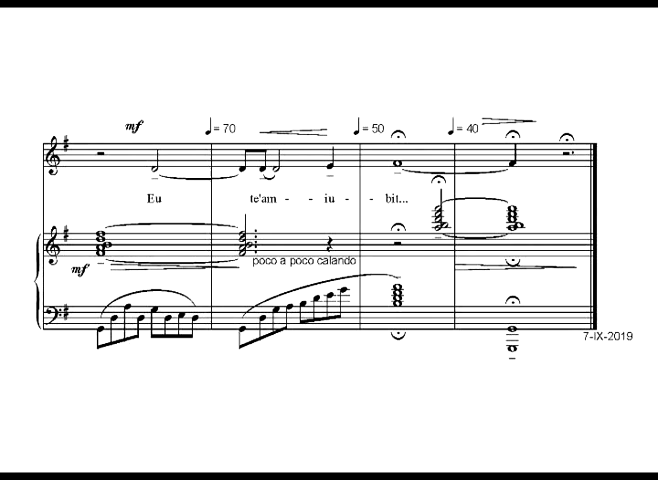 mf = 70 = 50 = 40
Eu te'am - - iu - - bit...
mf poco a poco calando
7-IX-2019